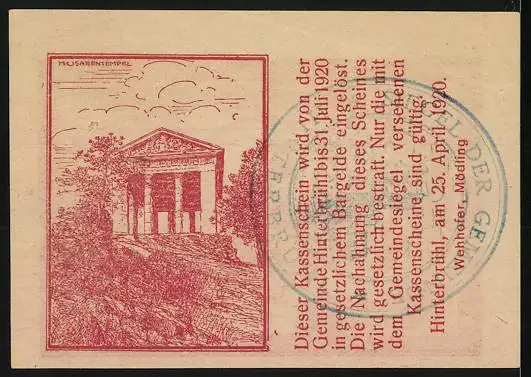 HUSARENTEMPEL
Dieser Kassenschein wird von der
Gemeinde Hinterbrühl bis 31. Juli 1920
in gesetzlichem Bargelde eingelöst.
Die Nachahmung dieses Scheines
wird gesetzlich bestraft. Nur die mit
dem Gemeindesiegel versehenen
Kassenscheine sind gültig.
Hinterbrühl, am 25. April 1920.
Wehhofer, Mödling
DER